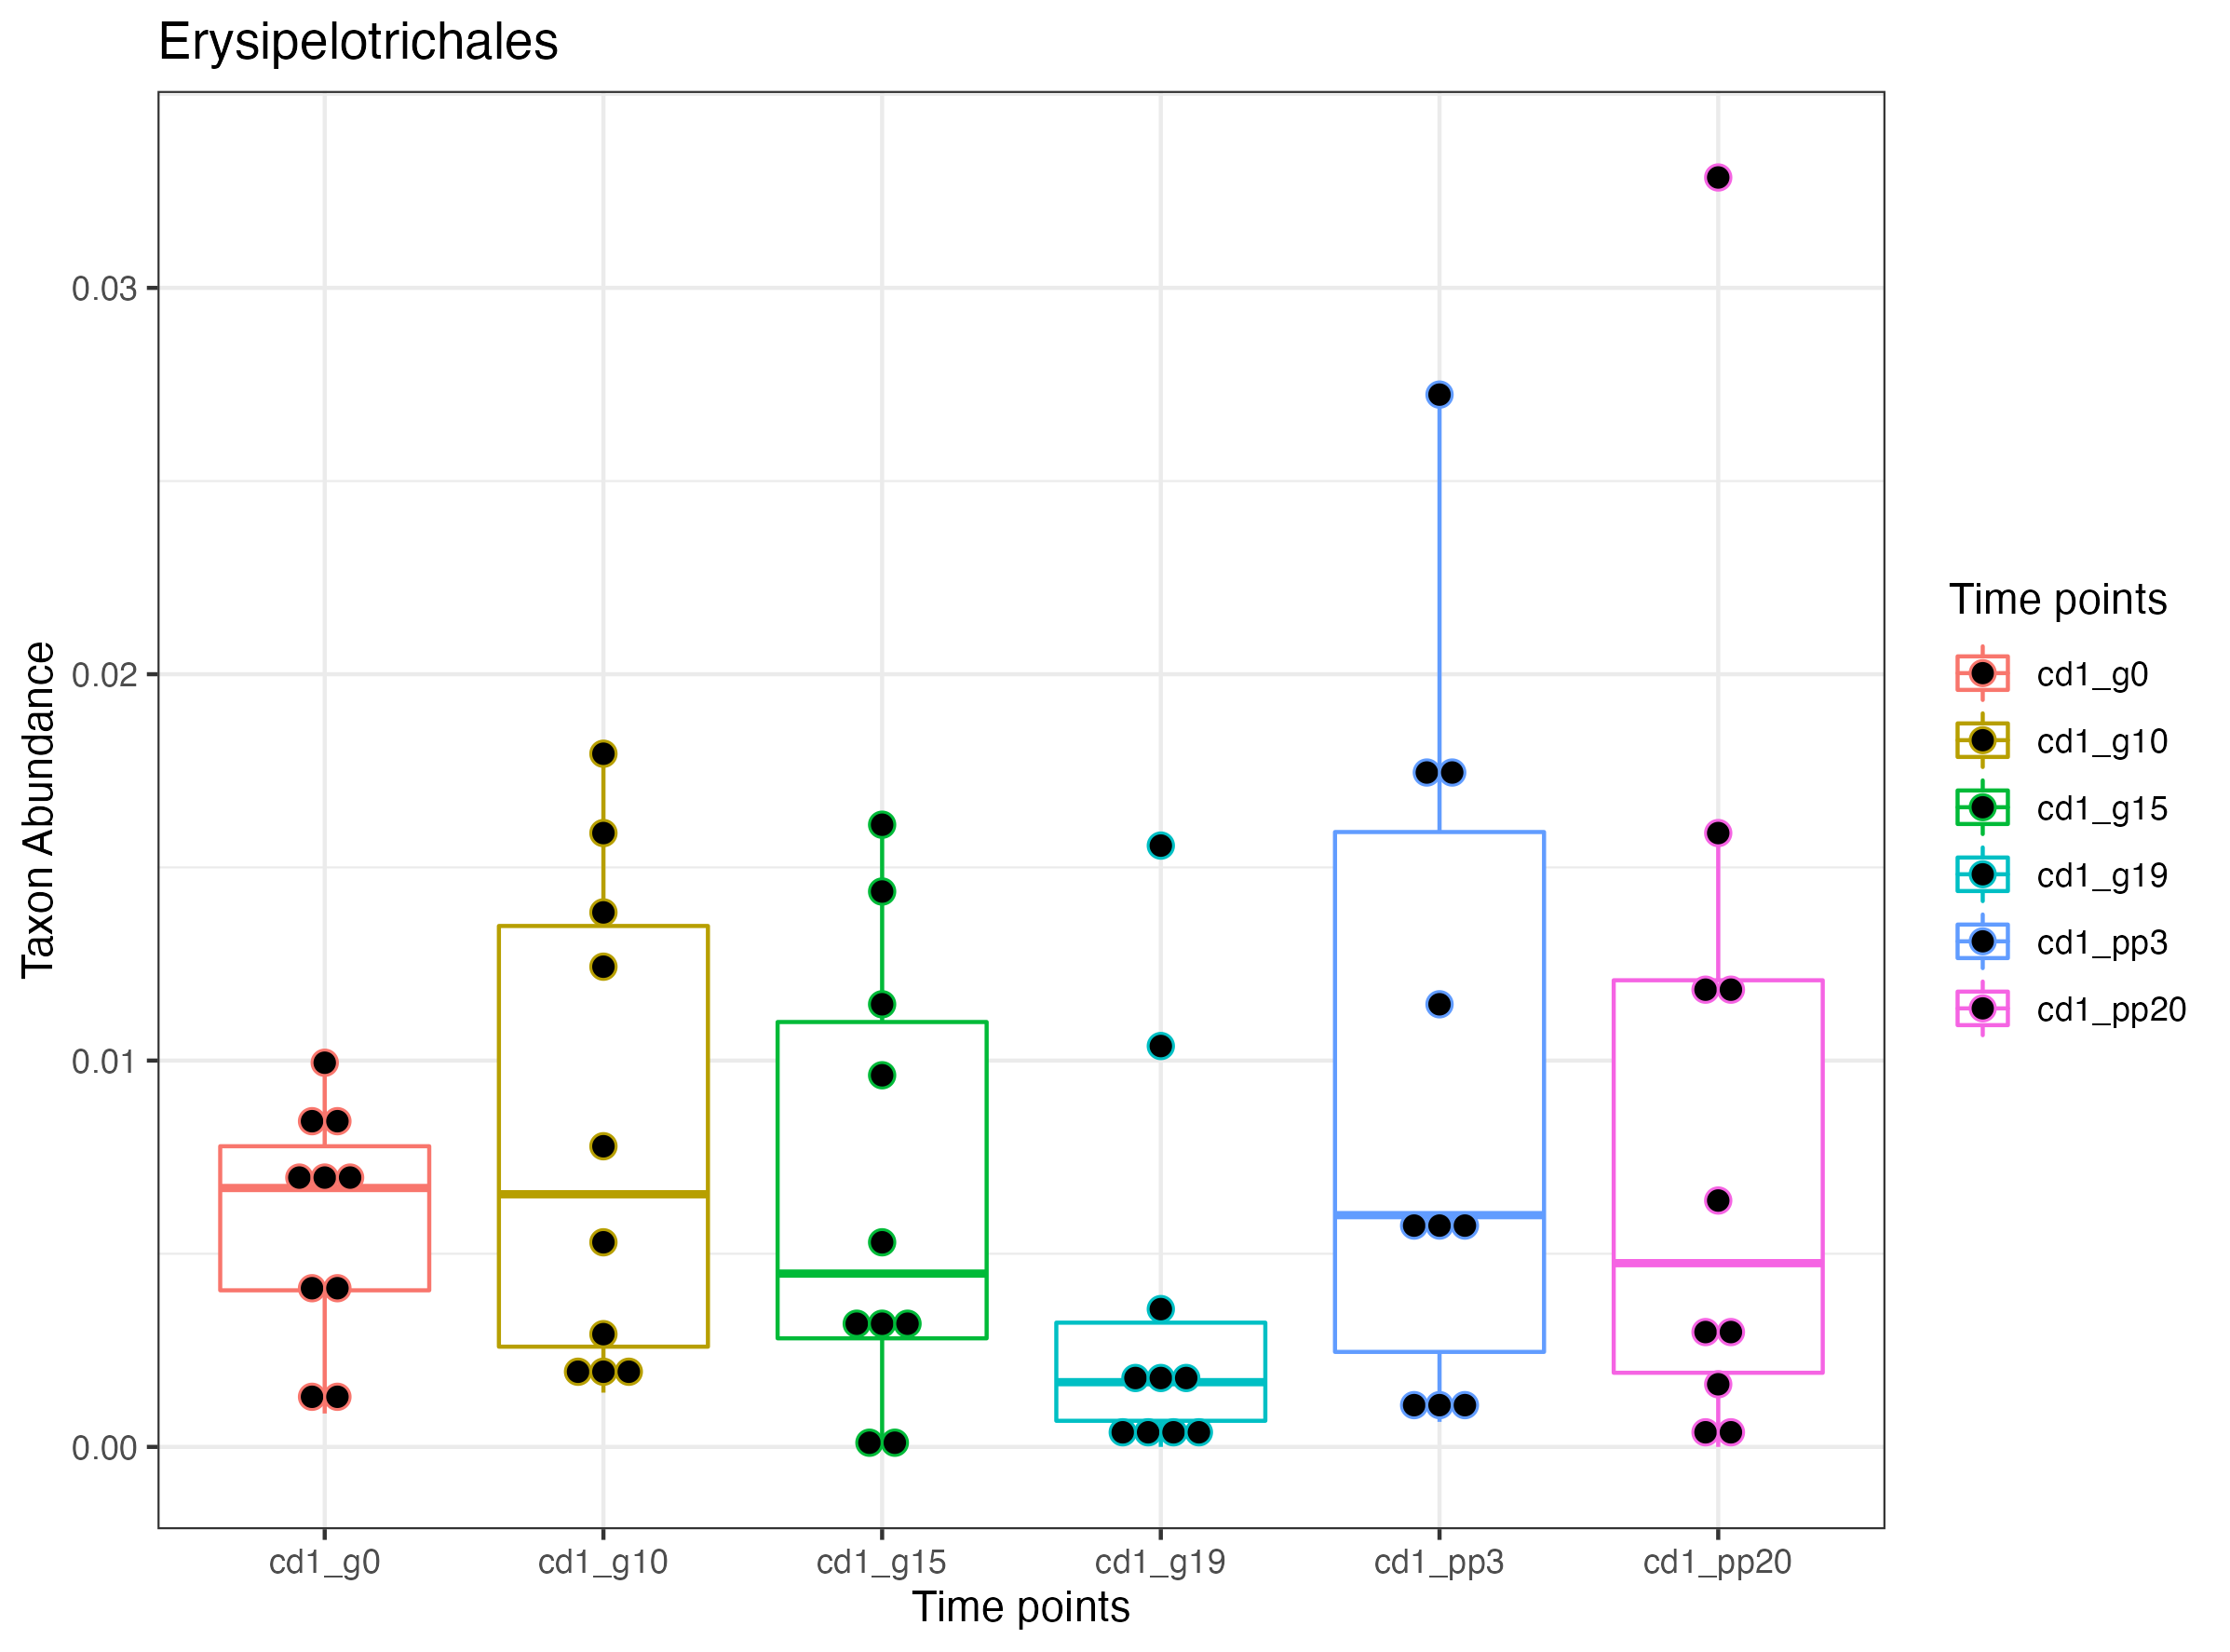 Erysipelotrichales
Taxon Abundance
0.03
0.02
0.01
0.00
cd1_g0 cd1_g10 cd1_g15 cd1_g19 cd1_pp3 cd1_pp20
Time points
Time points
cd1_g0
cd1_g10
cd1_g15
cd1_g19
cd1_pp3
cd1_pp20